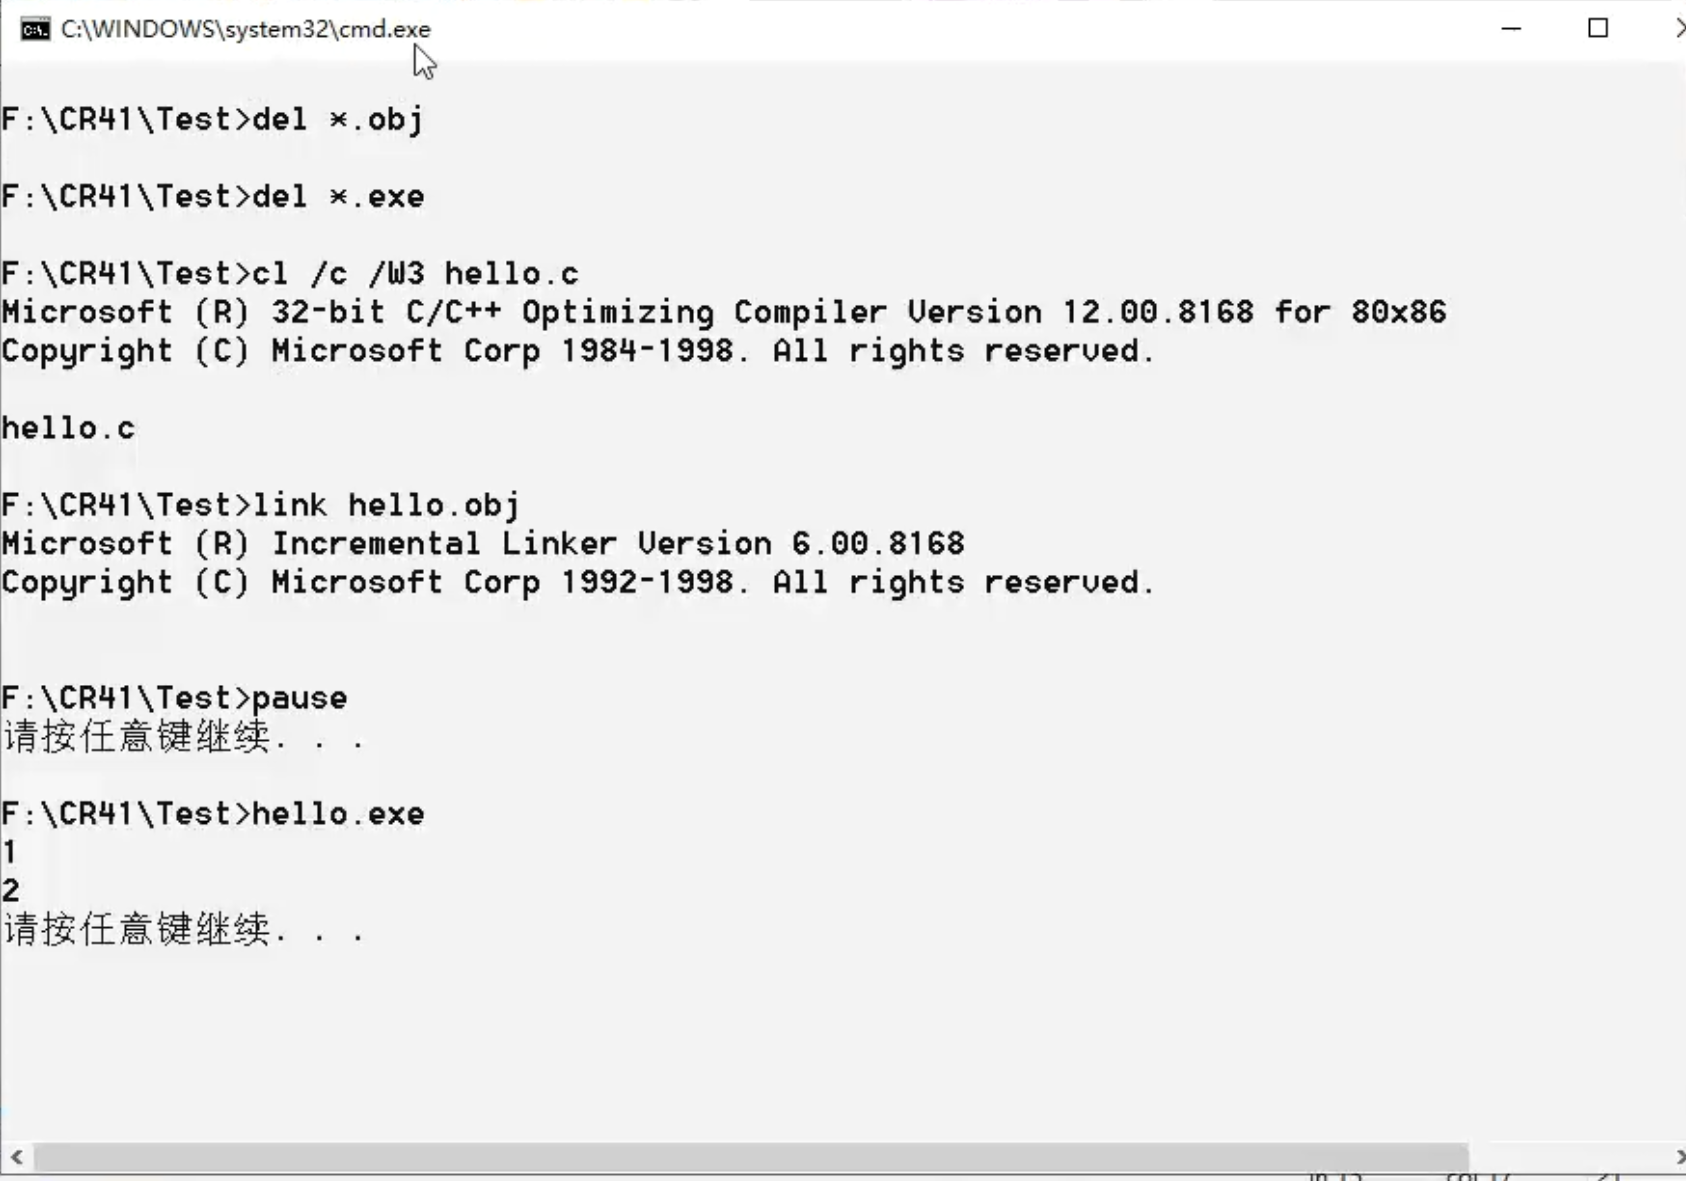 C:\WINDOWS\system32\cmd.exe
F:\CR41\Test>del *.obj
F:\CR41\Test>del *.exe
F:\CR41\Test>cl /c /W3 hello.c
Microsoft (R) 32-bit C/C++ Optimizing Compiler Version 12.00.8168 for 80x86
Copyright (C) Microsoft Corp 1984-1998. All rights reserved.
hello.c
F:\CR41\Test>link hello.obj
Microsoft (R) Incremental Linker Version 6.00.8168
Copyright (C) Microsoft Corp 1992-1998. All rights reserved.
F:\CR41\Test>pause
请按任意键继续. . .
F:\CR41\Test>hello.exe
1
2
请按任意键继续. . .